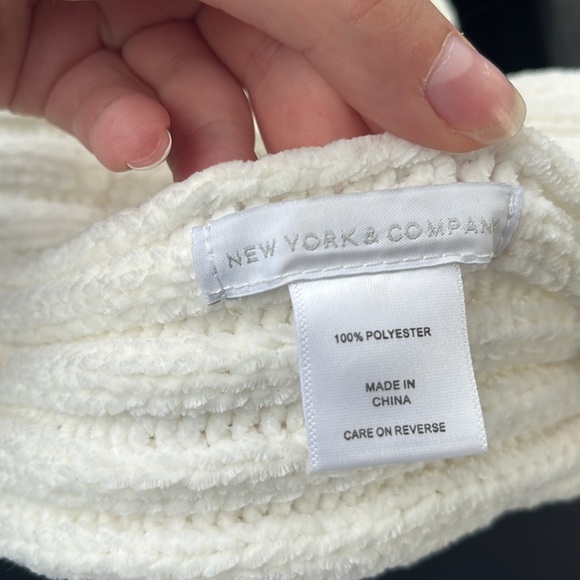 NEW YORK & COMPAN
100% POLYESTER
MADE IN
CHINA
CARE ON REVERSE